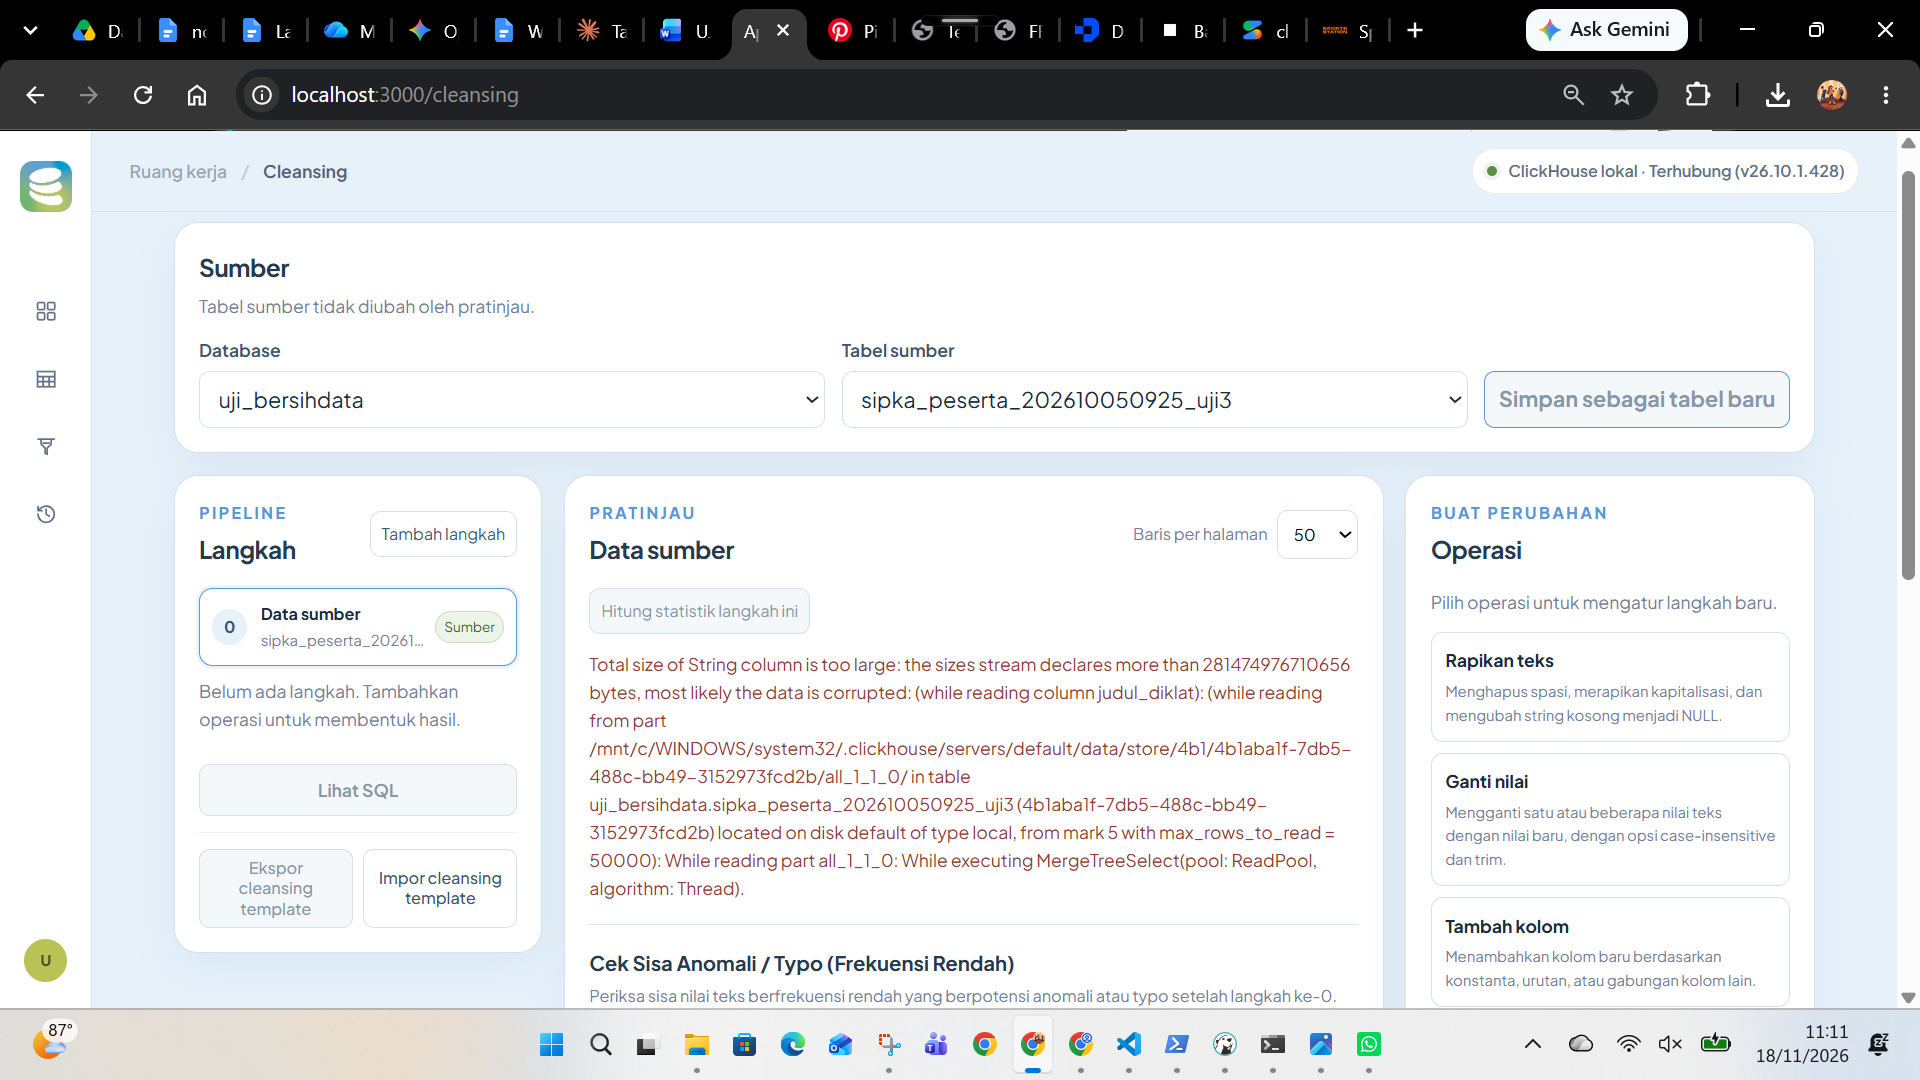 D
n
L
M
O
W
Ta
U
A
Pi
Te
Ff
D
B
cl
S
Ask Gemini
localhost:3000/cleansing
Ruang kerja / Cleansing
ClickHouse lokal · Terhubung (v26.10.1.428)
Sumber
Tabel sumber tidak diubah oleh pratinjau.
Database
Tabel sumber
uji_bersihdata
sipka_peserta_202610050925_uji3
Simpan sebagai tabel baru
PIPELINE
Langkah
Tambah langkah
0
Data sumber
sipka_peserta_20261...
Sumber
Belum ada langkah. Tambahkan
operasi untuk membentuk hasil.
Lihat SQL
Ekspor
cleansing
template
Impor cleansing
template
PRATINJAU
Data sumber
Baris per halaman
50
Hitung statistik langkah ini
Total size of String column is too large: the sizes stream declares more than 281474976710656
bytes, most likely the data is corrupted: (while reading column judul_diklat): (while reading
from part
/mnt/c/WINDOWS/system32/.clickhouse/servers/default/data/store/4b1/4b1aba1f-7db5-
488c-bb49-3152973fcd2b/all_1_1_0/ in table
uji_bersihdata.sipka_peserta_202610050925_uji3 (4b1aba1f-7db5-488c-bb49-
3152973fcd2b) located on disk default of type local, from mark 5 with max_rows_to_read =
50000): While reading part all_1_1_0: While executing MergeTreeSelect(pool: ReadPool,
algorithm: Thread).
Cek Sisa Anomali / Typo (Frekuensi Rendah)
Periksa sisa nilai teks berfrekuensi rendah yang berpotensi anomali atau typo setelah langkah ke-0.
BUAT PERUBAHAN
Operasi
Pilih operasi untuk mengatur langkah baru.
Rapikan teks
Menghapus spasi, merapikan kapitalisasi, dan
mengubah string kosong menjadi NULL.
Ganti nilai
Mengganti satu atau beberapa nilai teks
dengan nilai baru, dengan opsi case-insensitive
dan trim.
Tambah kolom
Menambahkan kolom baru berdasarkan
konstanta, urutan, atau gabungan kolom lain.
U
87°
11:11
18/11/2026